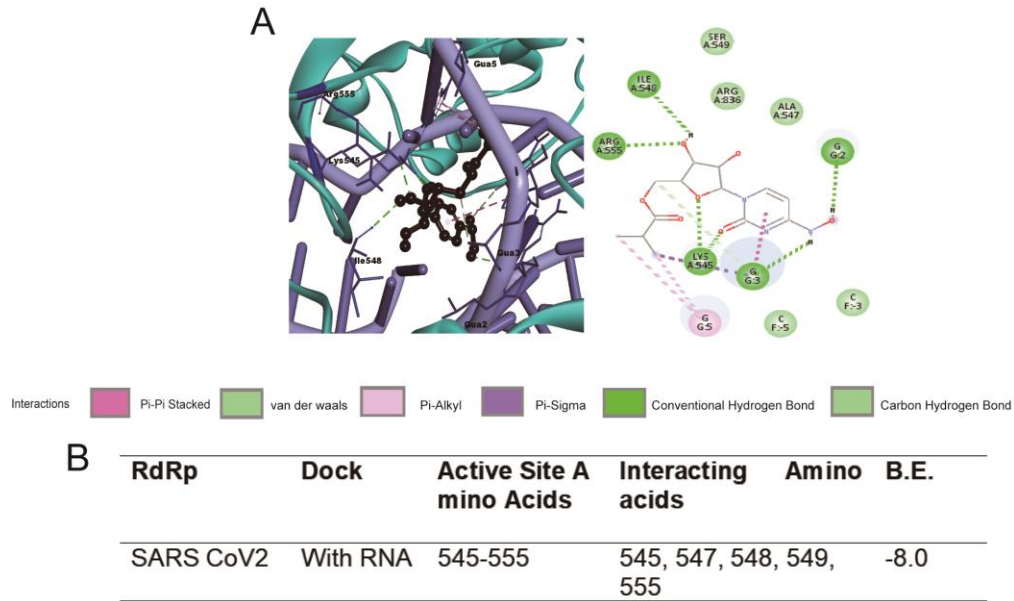 A
Gua5
Arg555
Lys545
Ile548
Gua3
Gua2
SER
A:549
ILE
A:548
ARG
A:836
ALA
A:547
ARG
A:555
G
G:2
H
O
O
O
O
O
O
N
N
N
H
O
H
LYS
A:545
G
G:3
G
G:5
C
F:-5
C
F:-3
Interactions
Pi-Pi Stacked
van der waals
Pi-Alkyl
Pi-Sigma
Conventional Hydrogen Bond
Carbon Hydrogen Bond
B
RdRp Dock Active Site A Interacting Amino B.E.
mino Acids acids
SARS CoV2 With RNA 545-555 545, 547, 548, 549, -8.0
555